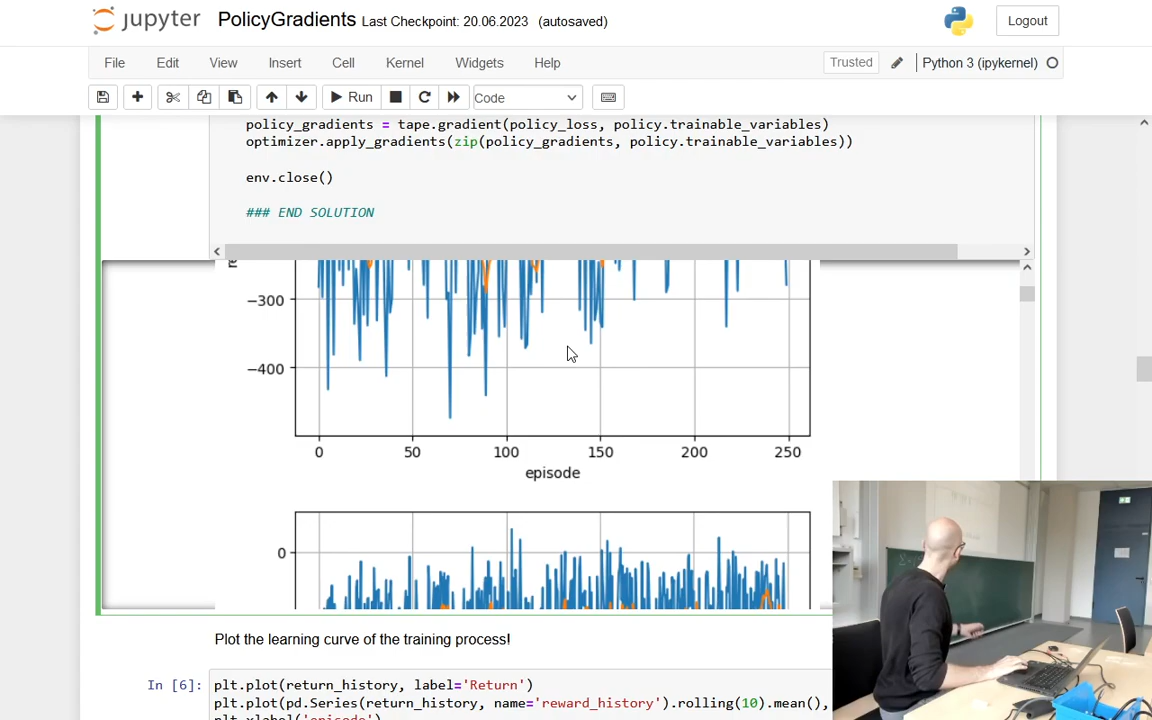 jupyter PolicyGradients Last Checkpoint: 20.06.2023 (autosaved) Logout
File Edit View Insert Cell Kernel Widgets Help Trusted Python 3 (ipykernel)
Run Code
policy_gradients = tape.gradient(policy_loss, policy.trainable_variables)
optimizer.apply_gradients(zip(policy_gradients, policy.trainable_variables))
env.close()
### END SOLUTION
−300
−400
0 50 100 150 200 250
episode
0
Plot the learning curve of the training process!
In [6]: plt.plot(return_history, label='Return')
plt.plot(pd.Series(return_history, name='reward_history').rolling(10).mean(),
plt.xlabel('episode')